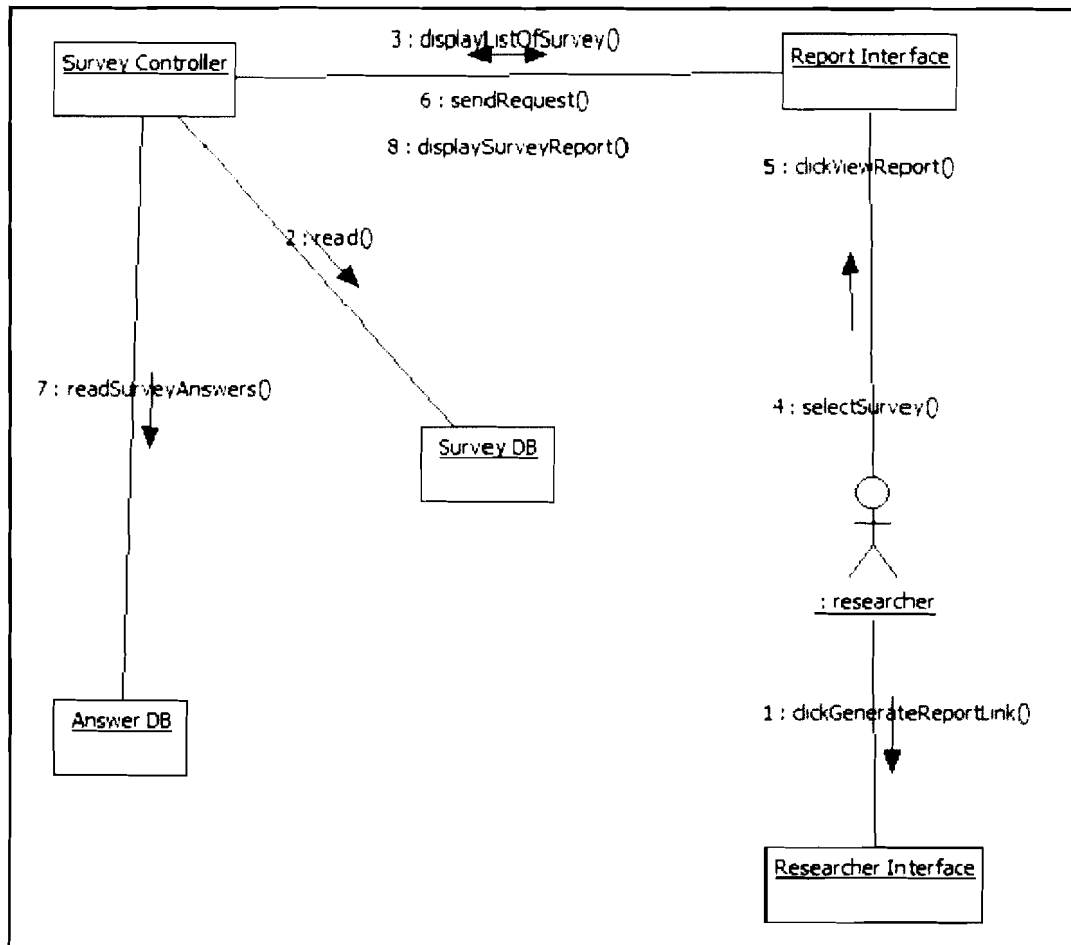 3 : displayListOfSurvey()
Survey Controller
Report Interface
6 : sendRequest()
8 : displaySurveyReport()
5 : clickViewReport()
2 : read()
7 : readSurveyAnswers()
4 : selectSurvey()
Survey DB
: researcher
Answer DB
1 : clickGenerateReportLink()
Researcher Interface